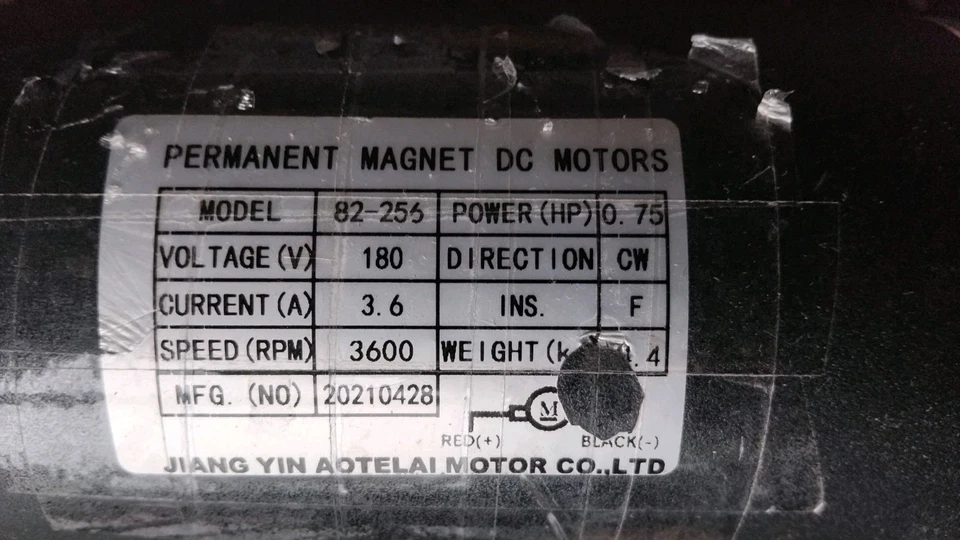 PERMANENT MAGNET DC MOTORS
MODEL 82-256 POWER(HP) 0.75
VOLTAGE(V) 180 DIRECTION CW
CURRENT(A) 3.6 INS. F
SPEED(RPM) 3600 WEIGHT
MFG.(NO) 20210428
M
RED(+) BLACK(-)
JIANG YIN AOTELAI MOTOR CO.,LTD